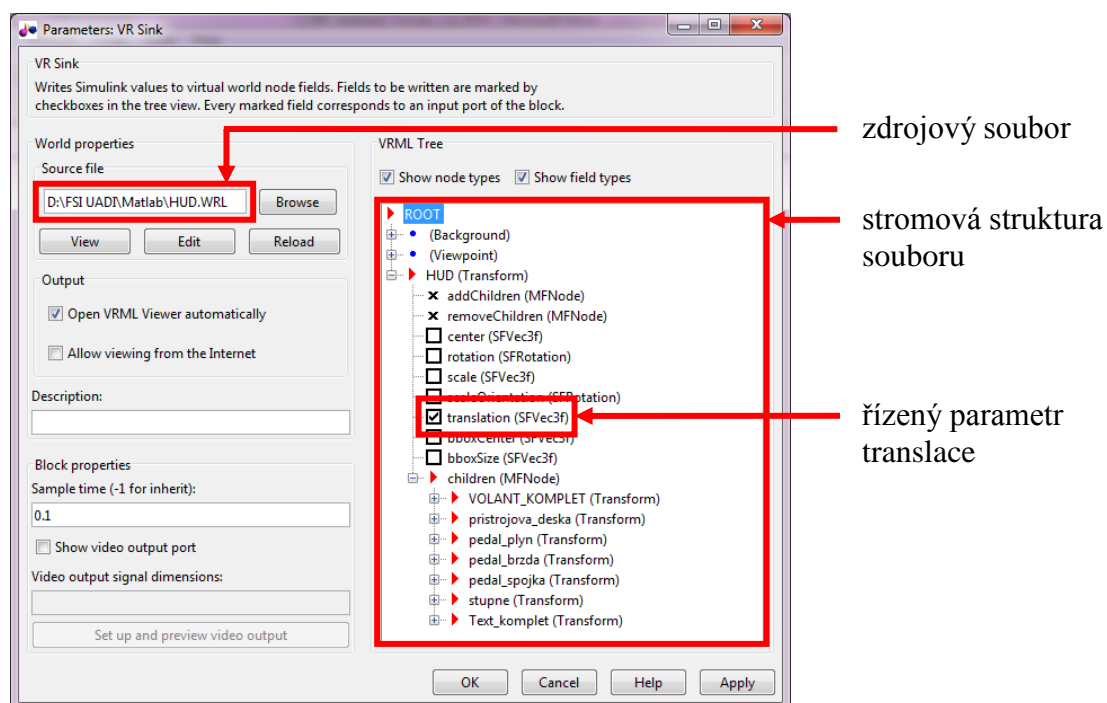 Parameters: VR Sink
VR Sink
Writes Simulink values to virtual world node fields. Fields to be written are marked by
checkboxes in the tree view. Every marked field corresponds to an input port of the block.
World properties
Source file
D:\FSI UADI\Matlab\HUD.WRL
Browse
View
Edit
Reload
Output
Open VRML Viewer automatically
Allow viewing from the Internet
Description:
Block properties
Sample time (-1 for inherit):
0.1
Show video output port
Video output signal dimensions:
Set up and preview video output
VRML Tree
Show node types
Show field types
ROOT
(Background)
(Viewpoint)
HUD (Transform)
addChildren (MFNode)
removeChildren (MFNode)
center (SFVec3f)
rotation (SFRotation)
scale (SFVec3f)
scaleOrientation (SFRotation)
translation (SFVec3f)
bboxCenter (SFVec3f)
bboxSize (SFVec3f)
children (MFNode)
VOLANT_KOMPLET (Transform)
pristrojova_deska (Transform)
pedal_plyn (Transform)
pedal_brzda (Transform)
pedal_spojka (Transform)
stupne (Transform)
Text_komplet (Transform)
OK
Cancel
Help
Apply
zdrojový soubor
stromová struktura
souboru
řízený parametr
translace